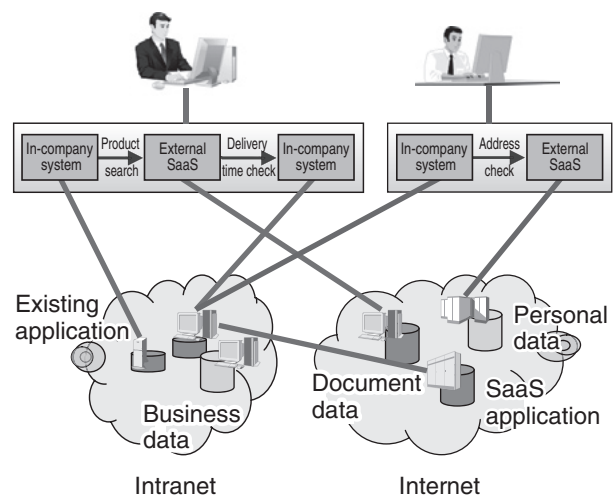 In-company
system
Product
search
External
SaaS
Delivery
time check
In-company
system
In-company
system
Address
check
External
SaaS
Existing
application
Business
data
Document
data
Personal
data
SaaS
application
Intranet
Internet